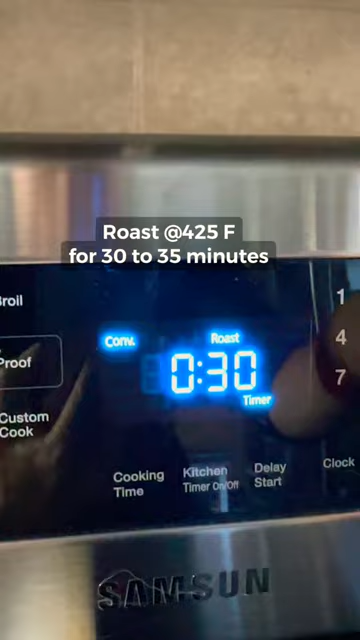 Roast @425 F
for 30 to 35 minutes
Broil
1
Conv.
Roast
4
Proof
0:30
7
Timer
Custom
Cook
Cooking
Time
Kitchen
Timer On/Off
Delay
Start
Clock
SAMSUN